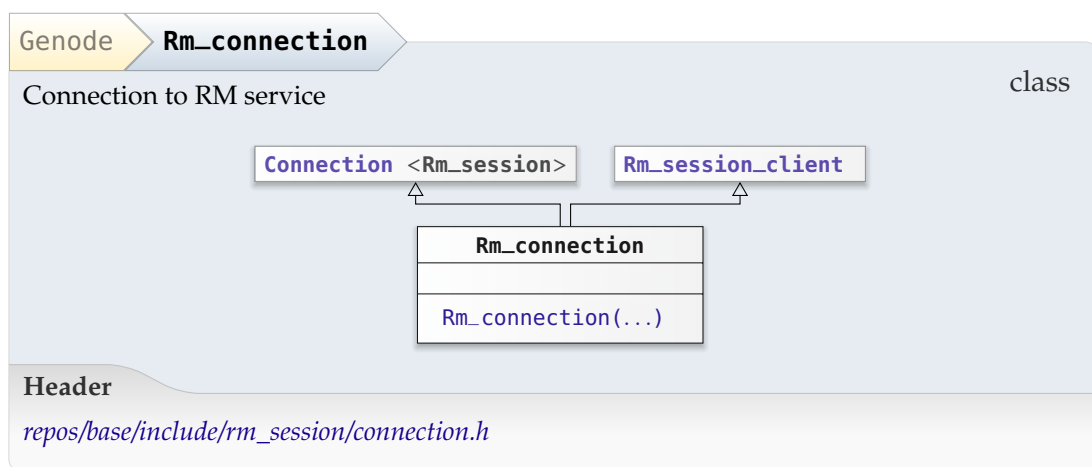 Genode Rm_connection
class
Connection to RM service
Connection <Rm_session> Rm_session_client
Rm_connection
Rm_connection(...)
Header
repos/base/include/rm_session/connection.h